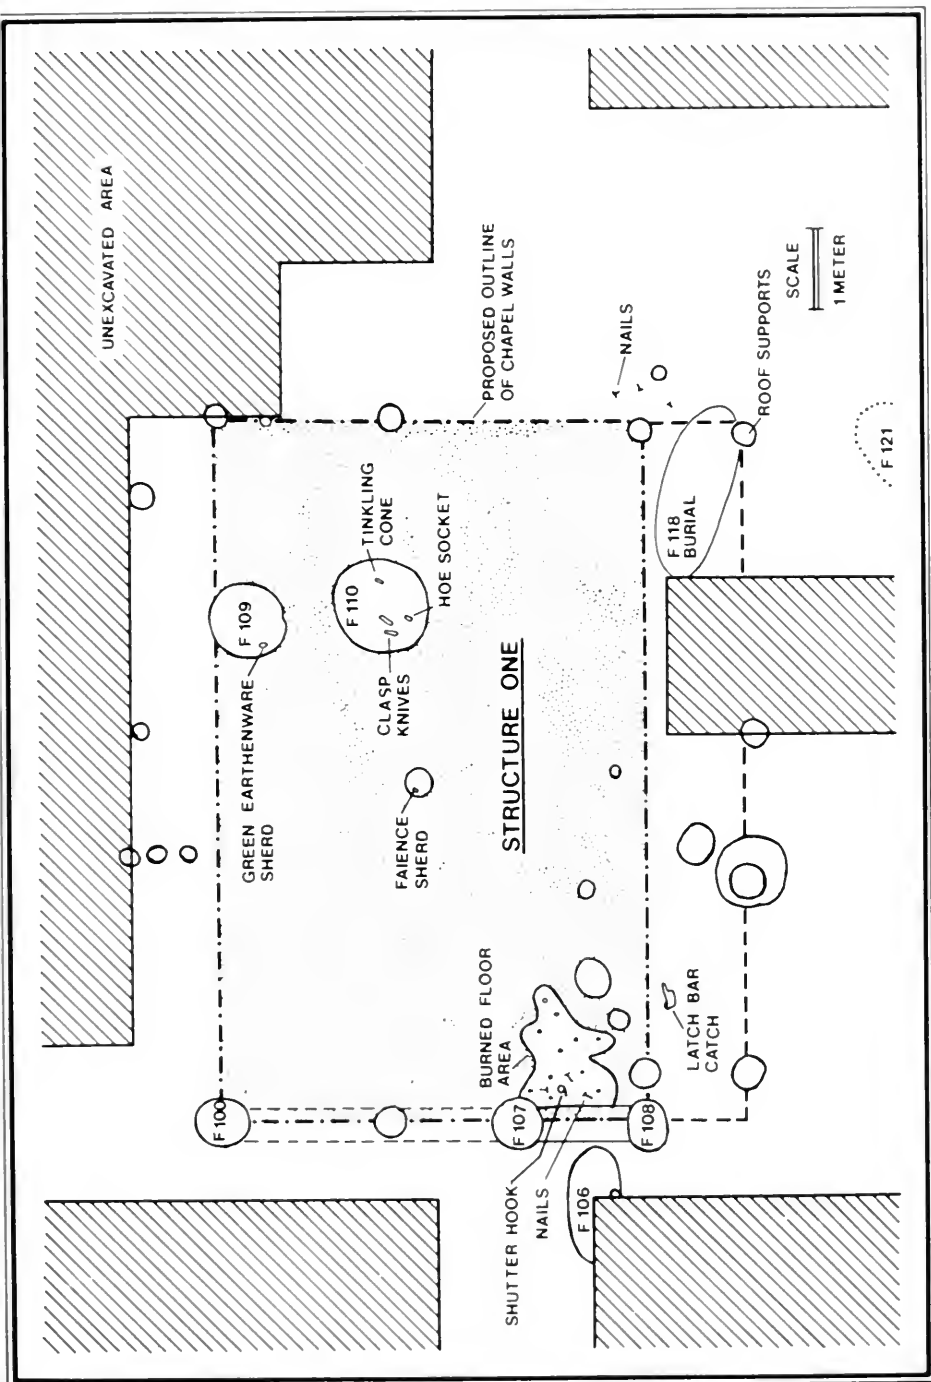 UNEXCAVATED AREA
PROPOSED OUTLINE
OF CHAPEL WALLS
NAILS
SCALE
1 METER
ROOF SUPPORTS
F 121
F 118
BURIAL
F 109
GREEN EARTHENWARE
SHERD
F 110
TINKLING
CONE
HOE SOCKET
CLASP
KNIVES
FAIENCE
SHERD
STRUCTURE ONE
BURNED FLOOR
AREA
LATCH BAR
CATCH
F 100
F 107
F 108
F 106
SHUTTER HOOK
NAILS